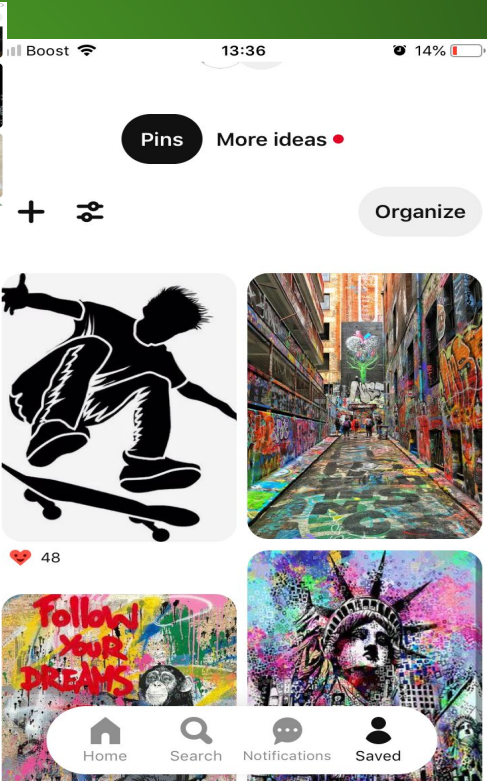 Boost 13:36 14%
Pins More ideas
Organize
48
Follow
YOUR
DREAMS
Home Search Notifications Saved